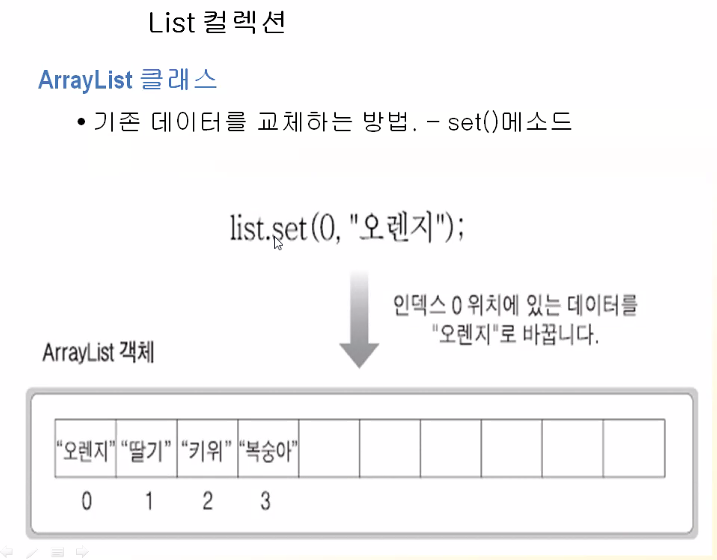 List 컬렉션
ArrayList 클래스
• 기존 데이터를 교체하는 방법. – set()메소드
list.set(0, "오렌지");
인덱스 0 위치에 있는 데이터를
"오렌지"로 바꿉니다.
ArrayList 객체
“오렌지” “딸기” “키위” “복숭아”
0 1 2 3